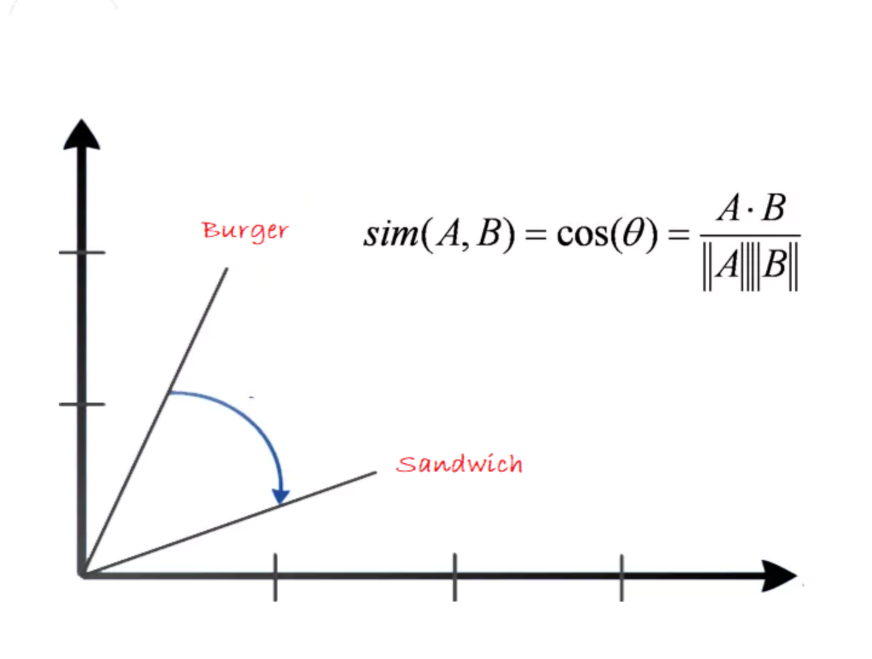 Burger
sim(A, B) = cos(θ) = A · B / ||A||||B||
Sandwich